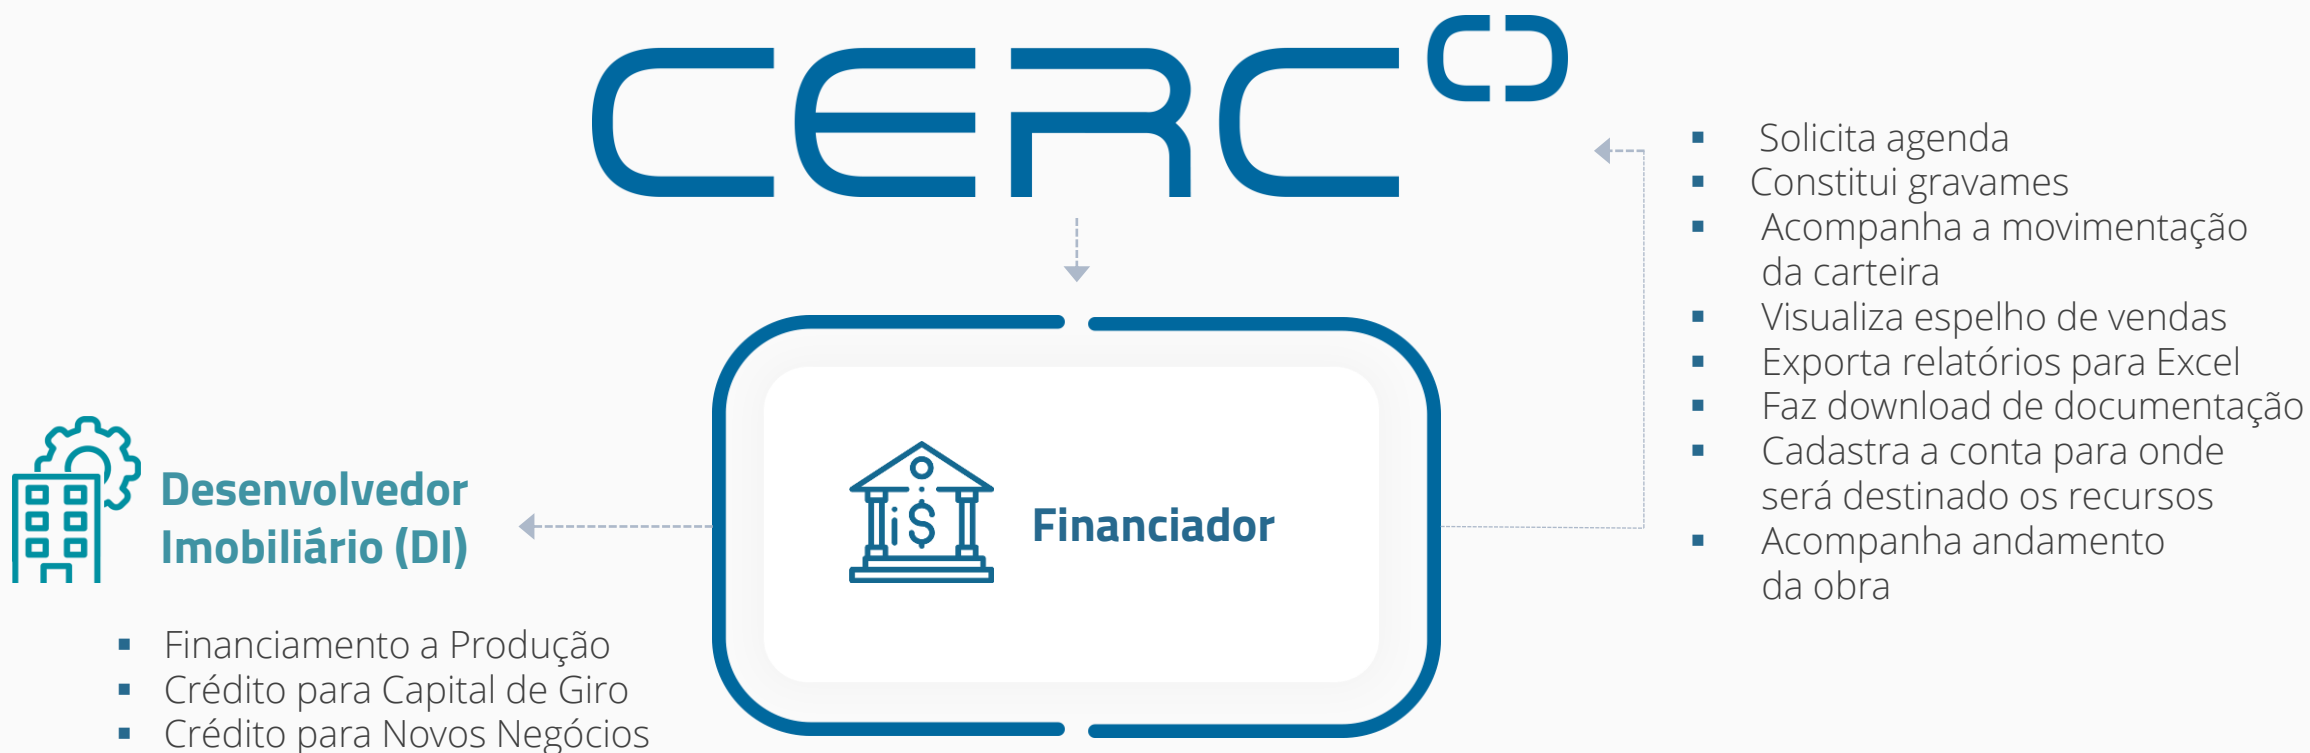 CERC
Solicita agenda
Constitui gravames
Acompanha a movimentação
da carteira
Visualiza espelho de vendas
Exporta relatórios para Excel
Faz download de documentação
Cadastra a conta para onde
será destinado os recursos
Acompanha andamento
da obra
Financiador
Desenvolvedor
Imobiliário (DI)
Financiamento a Produção
Crédito para Capital de Giro
Crédito para Novos Negócios